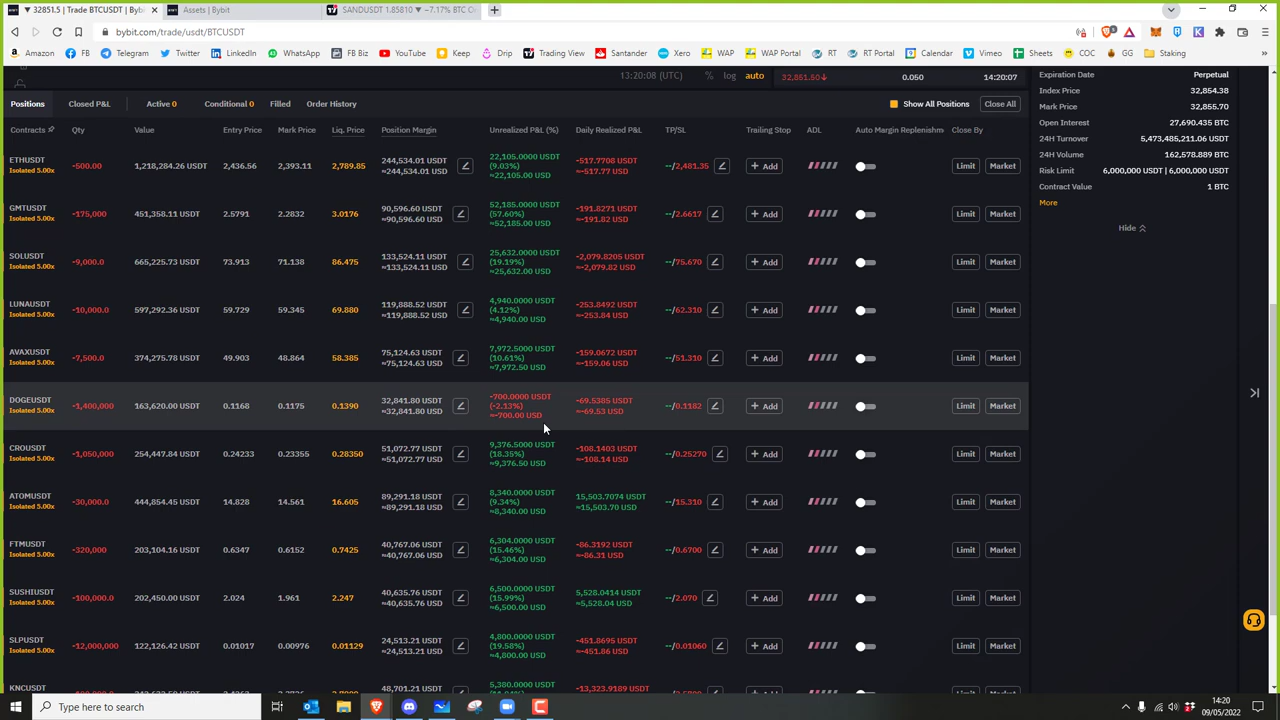 32851.5 | Trade BTCUSDT | Byb
Assets | Bybit
SANDUSDT 1.85810 ▼ −7.17% BTC O
bybit.com/trade/usdt/BTCUSDT
Amazon FB Telegram Twitter LinkedIn WhatsApp FB Biz YouTube Keep Drip Trading View Santander Xero WAP WAP Portal RT RT Portal Calendar Vimeo Sheets COC GG Staking
13:20:08 (UTC) % log auto
32,851.50↓ 0.050 14:20:07
Expiration Date Perpetual
Index Price 32,854.38
Mark Price 32,855.70
Open Interest 27,690.435 BTC
24H Turnover 5,473,485,211.06 USDT
24H Volume 162,578.889 BTC
Risk Limit 6,000,000 USDT | 6,000,000 USDT
Contract Value 1 BTC
More
Hide
Positions Closed P&L Active 0 Conditional 0 Filled Order History Show All Positions Close All
Contracts Qty Value Entry Price Mark Price Liq. Price Position Margin Unrealized P&L (%) Daily Realized P&L TP/SL Trailing Stop ADL Auto Margin Replenishm Close By
ETHUSDT
Isolated 5.00x
-500.00 1,218,284.26 USDT 2,436.56 2,393.11 2,789.85
244,534.01 USDT
≈244,534.01 USD
22,105.0000 USDT
(9.03%)
≈22,105.00 USD
-517.7708 USDT
≈-517.77 USD
--/2,481.35 + Add Limit Market
GMTUSDT
Isolated 5.00x
-175,000 451,358.11 USDT 2.5791 2.2832 3.0176
90,596.60 USDT
≈90,596.60 USD
52,185.0000 USDT
(57.60%)
≈52,185.00 USD
-191.8271 USDT
≈-191.82 USD
--/2.6617 + Add Limit Market
SOLUSDT
Isolated 5.00x
-9,000.0 665,225.73 USDT 73.913 71.138 86.475
133,524.11 USDT
≈133,524.11 USD
25,632.0000 USDT
(19.19%)
≈25,632.00 USD
-2,079.8205 USDT
≈-2,079.82 USD
--/75.670 + Add Limit Market
LUNAUSDT
Isolated 5.00x
-10,000.0 597,292.36 USDT 59.729 59.345 69.880
119,888.52 USDT
≈119,888.52 USD
4,940.0000 USDT
(4.12%)
≈4,940.00 USD
-253.8492 USDT
≈-253.84 USD
--/62.310 + Add Limit Market
AVAXUSDT
Isolated 5.00x
-7,500.0 374,275.78 USDT 49.903 48.864 58.385
75,124.63 USDT
≈75,124.63 USD
7,972.5000 USDT
(10.61%)
≈7,972.50 USD
-159.0672 USDT
≈-159.06 USD
--/51.310 + Add Limit Market
DOGEUSDT
Isolated 5.00x
-1,400,000 163,620.00 USDT 0.1168 0.1175 0.1390
32,841.80 USDT
≈32,841.80 USD
-700.0000 USDT
(-2.13%)
≈-700.00 USD
-69.5385 USDT
≈-69.53 USD
--/0.1182 + Add Limit Market
CROUSDT
Isolated 5.00x
-1,050,000 254,447.84 USDT 0.24233 0.23355 0.28350
51,072.77 USDT
≈51,072.77 USD
9,376.5000 USDT
(18.35%)
≈9,376.50 USD
-108.1403 USDT
≈-108.14 USD
--/0.25270 + Add Limit Market
ATOMUSDT
Isolated 5.00x
-30,000.0 444,854.45 USDT 14.828 14.561 16.605
89,291.18 USDT
≈89,291.18 USD
8,340.0000 USDT
(9.34%)
≈8,340.00 USD
15,503.7074 USDT
≈15,503.70 USD
--/15.310 + Add Limit Market
FTMUSDT
Isolated 5.00x
-320,000 203,104.16 USDT 0.6347 0.6152 0.7425
40,767.06 USDT
≈40,767.06 USD
6,304.0000 USDT
(15.46%)
≈6,304.00 USD
-86.3192 USDT
≈-86.31 USD
--/0.6700 + Add Limit Market
SUSHIUSDT
Isolated 5.00x
-100,000.0 202,450.00 USDT 2.024 1.961 2.247
40,635.76 USDT
≈40,635.76 USD
6,500.0000 USDT
(15.99%)
≈6,500.00 USD
5,528.0414 USDT
≈5,528.04 USD
--/2.070 + Add Limit Market
SLPUSDT
Isolated 5.00x
-12,000,000 122,126.42 USDT 0.01017 0.00976 0.01129
24,513.21 USDT
≈24,513.21 USD
4,800.0000 USDT
(19.58%)
≈4,800.00 USD
-451.8695 USDT
≈-451.86 USD
--/0.01060 + Add Limit Market
KNCUSDT
48,701.21 USDT
5,380.0000 USDT
-13,323.9189 USDT
Type here to search
14:20
09/05/2022